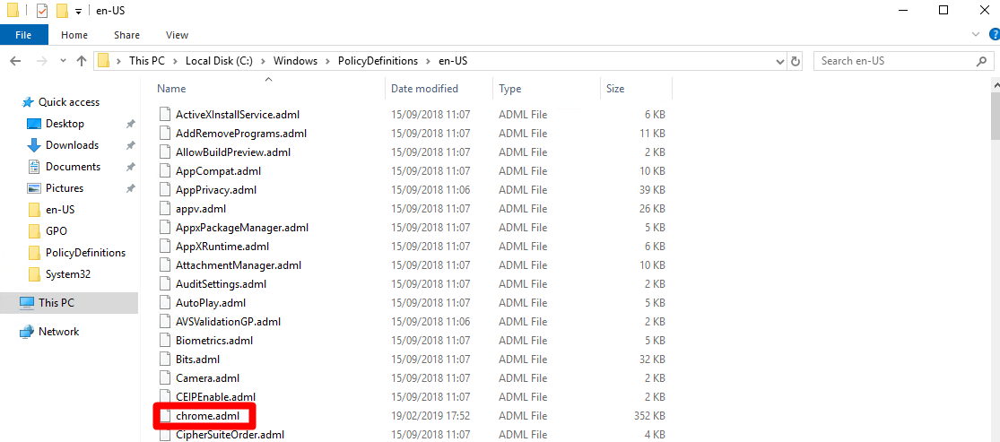 en-US
File Home Share View
This PC Local Disk (C:) Windows PolicyDefinitions en-US
Search en-US
Quick access
Desktop
Downloads
Documents
Pictures
en-US
GPO
PolicyDefinitions
System32
This PC
Network
Name Date modified Type Size
ActiveXInstallService.adml 15/09/2018 11:07 ADML File 6 KB
AddRemovePrograms.adml 15/09/2018 11:07 ADML File 11 KB
AllowBuildPreview.adml 15/09/2018 11:07 ADML File 2 KB
AppCompat.adml 15/09/2018 11:07 ADML File 10 KB
AppPrivacy.adml 15/09/2018 11:06 ADML File 39 KB
appv.adml 15/09/2018 11:07 ADML File 26 KB
AppxPackageManager.adml 15/09/2018 11:07 ADML File 5 KB
AppXRuntime.adml 15/09/2018 11:07 ADML File 6 KB
AttachmentManager.adml 15/09/2018 11:07 ADML File 10 KB
AuditSettings.adml 15/09/2018 11:07 ADML File 2 KB
AutoPlay.adml 15/09/2018 11:07 ADML File 5 KB
AVSValidationGP.adml 15/09/2018 11:06 ADML File 2 KB
Biometrics.adml 15/09/2018 11:07 ADML File 5 KB
Bits.adml 15/09/2018 11:07 ADML File 32 KB
Camera.adml 15/09/2018 11:07 ADML File 2 KB
CEIPEnable.adml 15/09/2018 11:07 ADML File 2 KB
chrome.adml 19/02/2019 17:52 ADML File 352 KB
CipherSuiteOrder.adml 15/09/2018 11:07 ADML File 2 KB